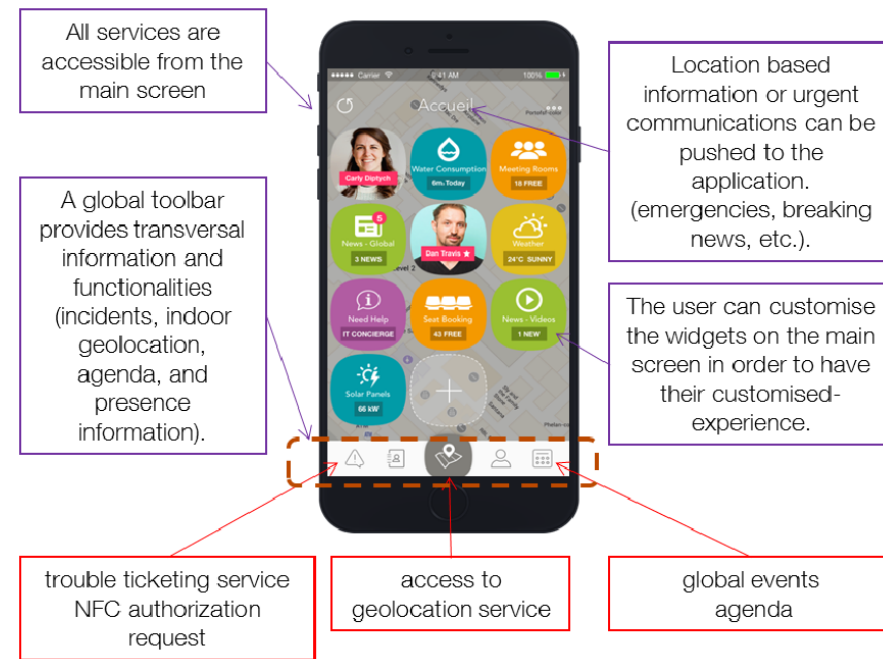 All services are
accessible from the
main screen
A global toolbar
provides transversal
information and
functionalities
(incidents, indoor
geolocation,
agenda, and
presence
information).
Carrier
9:41 AM
100%
Accueil
Carly Diptych
Water Consumption
Today
Meeting Rooms
18 FREE
5
News - Global
3 NEWS
Dan Travis ★
Weather
24°C SUNNY
Level 2
Need Help
IT CONCIERGE
Seat Booking
43 FREE
News - Videos
1 NEW
Solar Panels
66 kW
Location based
information or urgent
communications can be
pushed to the
application.
(emergencies, breaking
news, etc.).
The user can customise
the widgets on the main
screen in order to have
their customised-
experience.
trouble ticketing service
NFC authorization
request
access to
geolocation service
global events
agenda